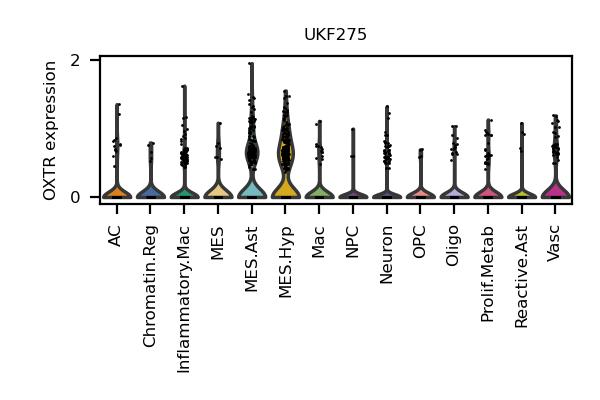 UKF275
OXTR expression
2
0
AC
Chromatin.Reg
Inflammatory.Mac
MES
MES.Ast
MES.Hyp
Mac
NPC
Neuron
OPC
Oligo
Prolif.Metab
Reactive.Ast
Vasc